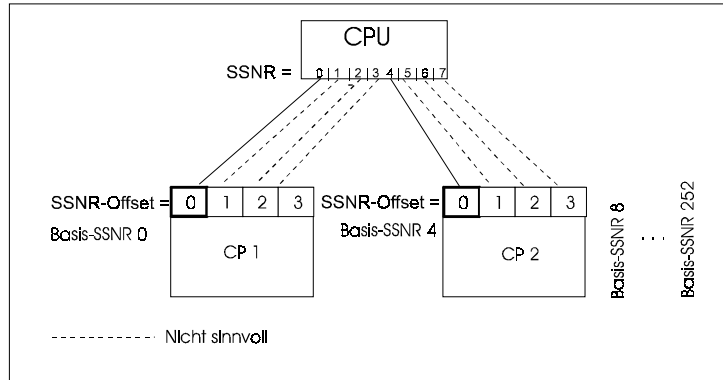 CPU
SSNR = 0 1 2 3 4 5 6 7
SSNR-Offset = 0 1 2 3
Basis-SSNR 0
CP 1
SSNR-Offset = 0 1 2 3
Basis-SSNR 4
CP 2
Basis-SSNR 8
. . .
Basis-SSNR 252
Nicht sinnvoll